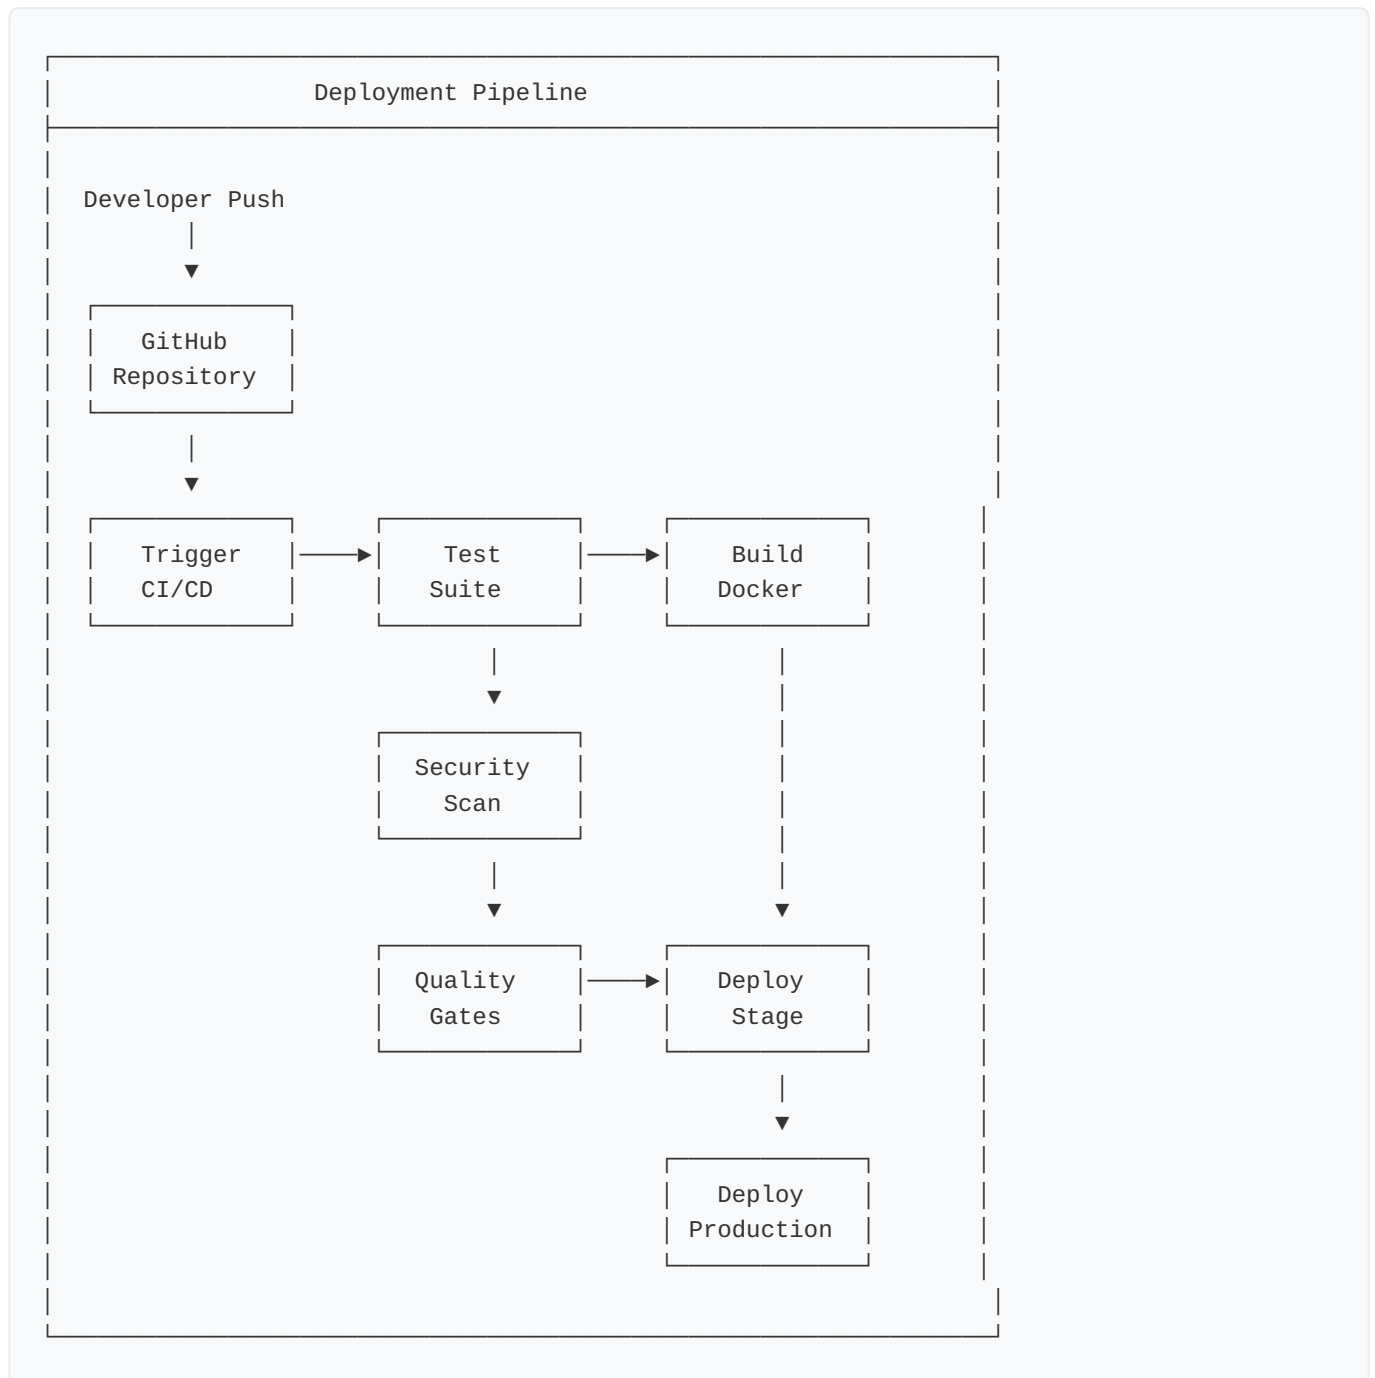 Deployment Pipeline
Developer Push
GitHub
Repository
Trigger Test Build
CI/CD Suite Docker
Security
Scan
Quality Deploy
Gates Stage
Deploy
Production